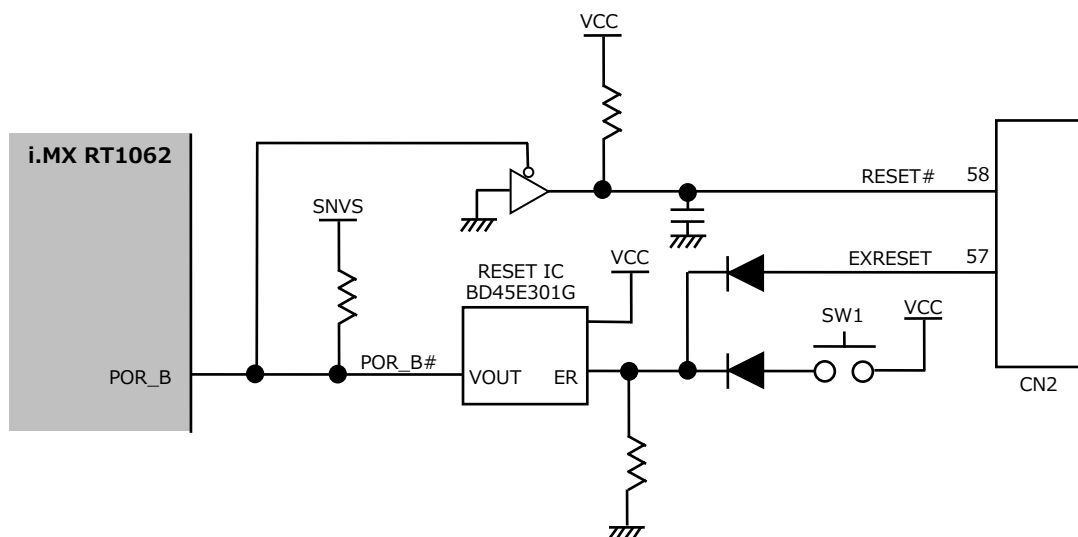 VCC
i.MX RT1062
RESET#
58
SNVS
RESET IC
BD45E301G
VCC
EXRESET
57
SW1
VCC
POR_B
POR_B#
VOUT
ER
CN2